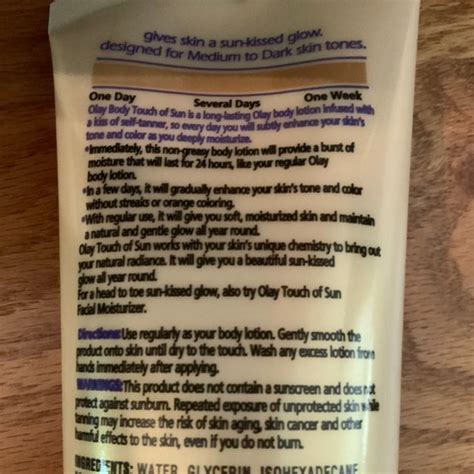 gives skin a sun-kissed glow.
designed for Medium to Dark skin tones.
One Day Several Days One Week
Olay Body Touch of Sun is a long-lasting Olay body lotion infused with
a kiss of self-tanner, so every day you will subtly enhance your skin's
tone and color as you deeply moisturize.
•Immediately, this non-greasy body lotion will provide a burst of
moisture that will last for 24 hours, like your regular Olay
body lotion.
•In a few days, it will gradually enhance your skin's tone and color
without streaks or orange coloring.
•With regular use, it will give you soft, moisturized skin and maintain
a natural and gentle glow all year round.
Olay Touch of Sun works with your skin's unique chemistry to bring out
your natural radiance. It will give you a beautiful sun-kissed
glow all year round.
For a head to toe sun-kissed glow, also try Olay Touch of Sun
Facial Moisturizer.
Directions: Use regularly as your body lotion. Gently smooth the
product onto skin until dry to the touch. Wash any excess lotion from
hands immediately after applying.
WARNINGS: This product does not contain a sunscreen and does not
protect against sunburn. Repeated exposure of unprotected skin while
tanning may increase the risk of skin aging, skin cancer and other
harmful effects to the skin, even if you do not burn.
INGREDIENTS: WATER, GLYCERIN, ISOHEXADECANE